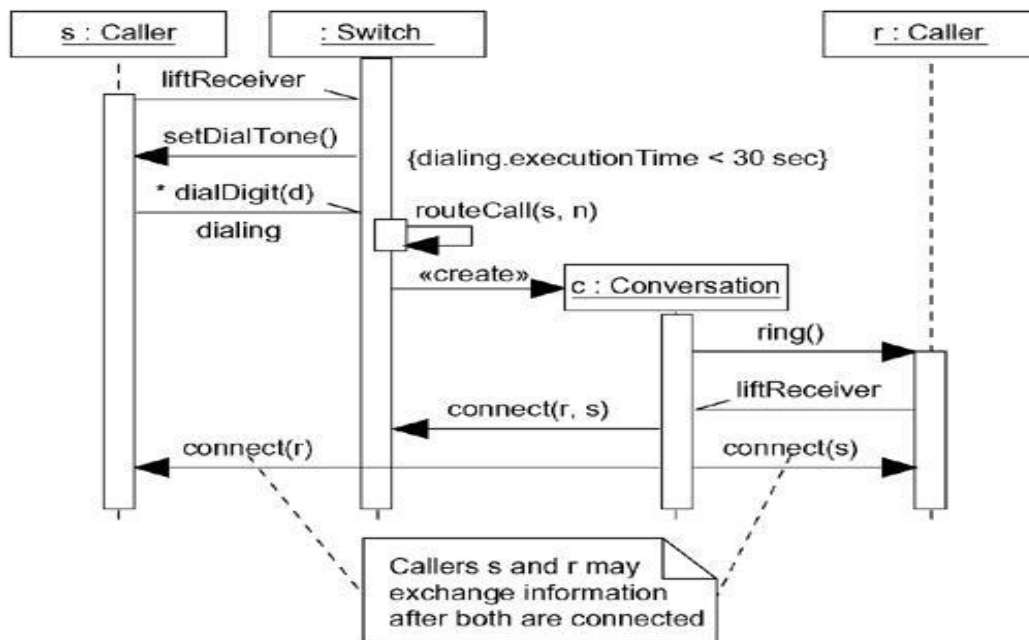 s : Caller
: Switch
r : Caller
liftReceiver
setDialTone()
{dialing.executionTime < 30 sec}
* dialDigit(d)
dialing
routeCall(s, n)
«create»
c : Conversation
ring()
liftReceiver
connect(r, s)
connect(r)
connect(s)
Callers s and r may
exchange information
after both are connected